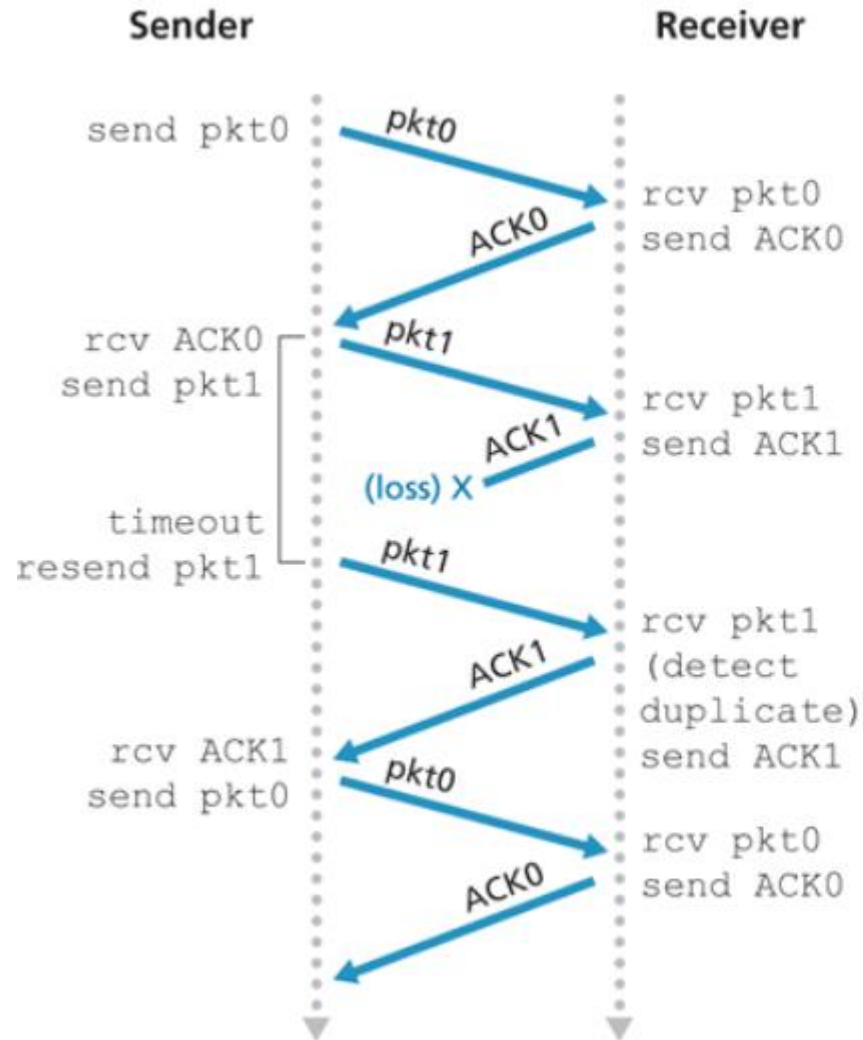 Sender
Receiver
send pkt0
pkt0
rcv pkt0
send ACK0
ACK0
rcv ACK0
send pkt1
pkt1
rcv pkt1
send ACK1
ACK1
(loss) X
timeout
resend pkt1
pkt1
rcv pkt1
(detect
duplicate)
send ACK1
ACK1
rcv ACK1
send pkt0
pkt0
rcv pkt0
send ACK0
ACK0